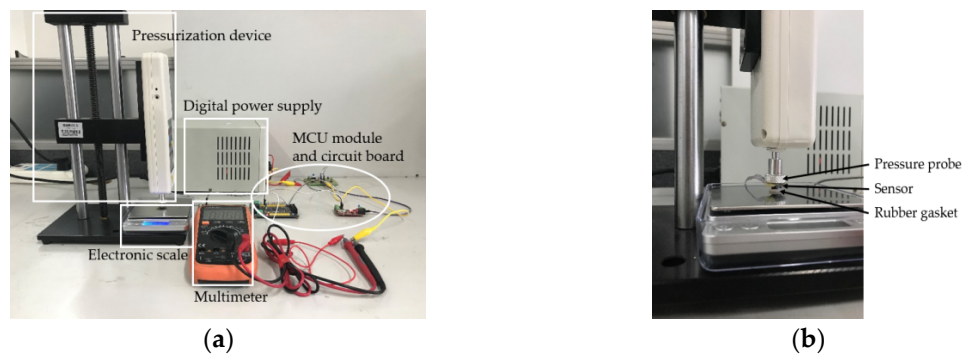 Pressurization device
Digital power supply
MCU module
and circuit board
Electronic scale
Multimeter
(a)
Pressure probe
Sensor
Rubber gasket
(b)